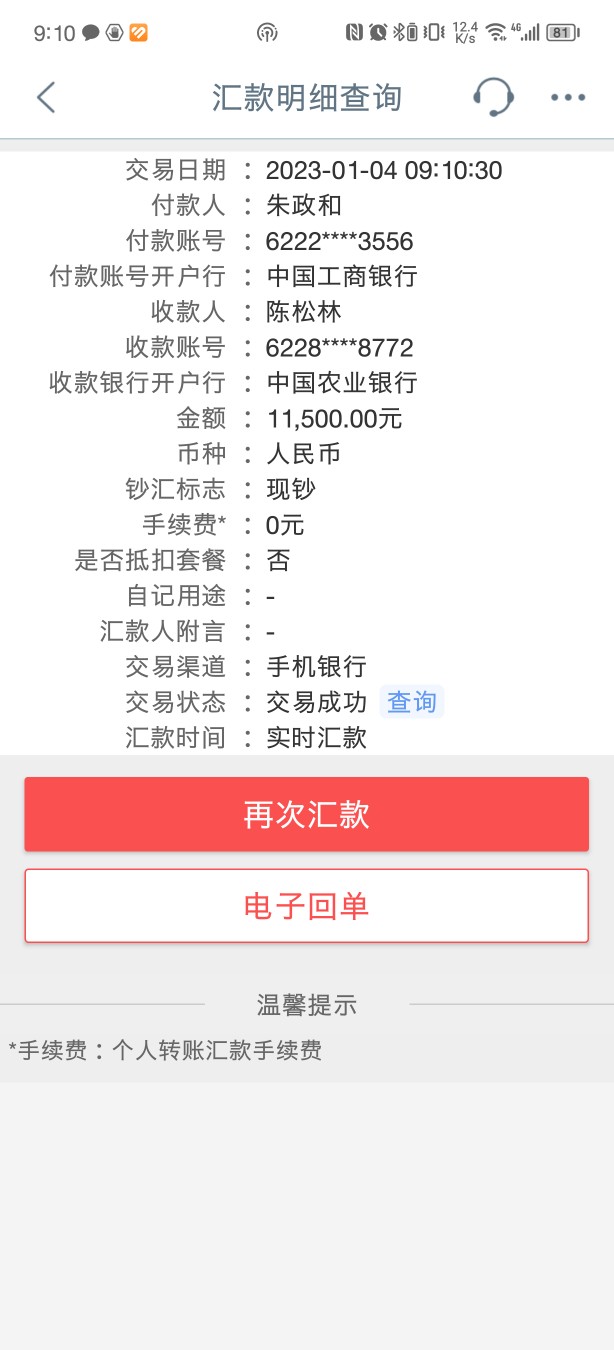 9:10 12.4 K/s 4G 81
汇款明细查询
交易日期 : 2023-01-04 09:10:30
付款人 : 朱政和
付款账号 : 6222****3556
付款账号开户行 : 中国工商银行
收款人 : 陈松林
收款账号 : 6228****8772
收款银行开户行 : 中国农业银行
金额 : 11,500.00元
币种 : 人民币
钞汇标志 : 现钞
手续费* : 0元
是否抵扣套餐 : 否
自记用途 : -
汇款人附言 : -
交易渠道 : 手机银行
交易状态 : 交易成功 查询
汇款时间 : 实时汇款
再次汇款
电子回单
温馨提示
*手续费：个人转账汇款手续费